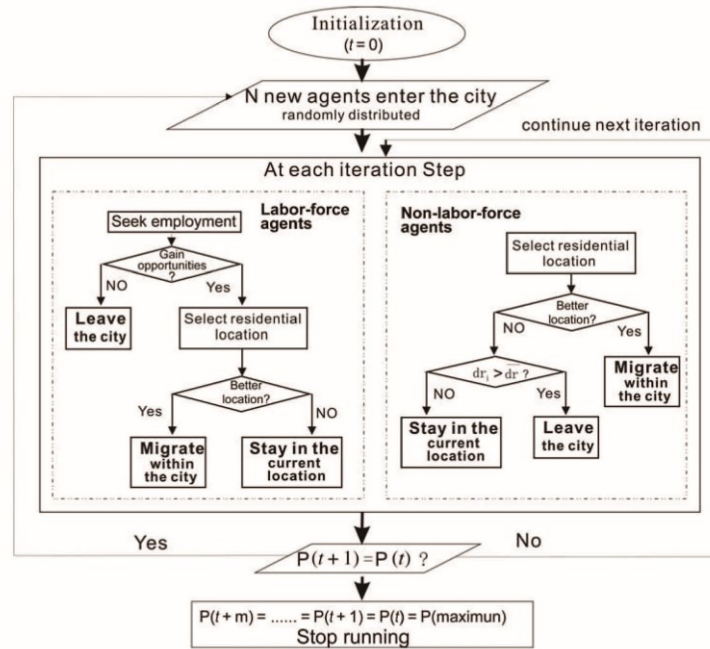 Initialization
(t=0)
N new agents enter the city
randomly distributed
continue next iteration
At each iteration Step
Labor-force
agents
Seek employment
Gain
opportunities
?
NO
Yes
Leave
the city
Select residential
location
Better
location?
Yes
NO
Migrate
within
the city
Stay in the
current
location
Non-labor-force
agents
Select residential
location
Better
location?
NO
Yes
Migrate
within
the city
dr_i > \overline{dr} ?
NO
Yes
Stay in the
current
location
Leave
the city
Yes
No
P(t+1)=P(t) ?
P(t+m) = ...... = P(t+1) = P(t) = P(maximun)
Stop running